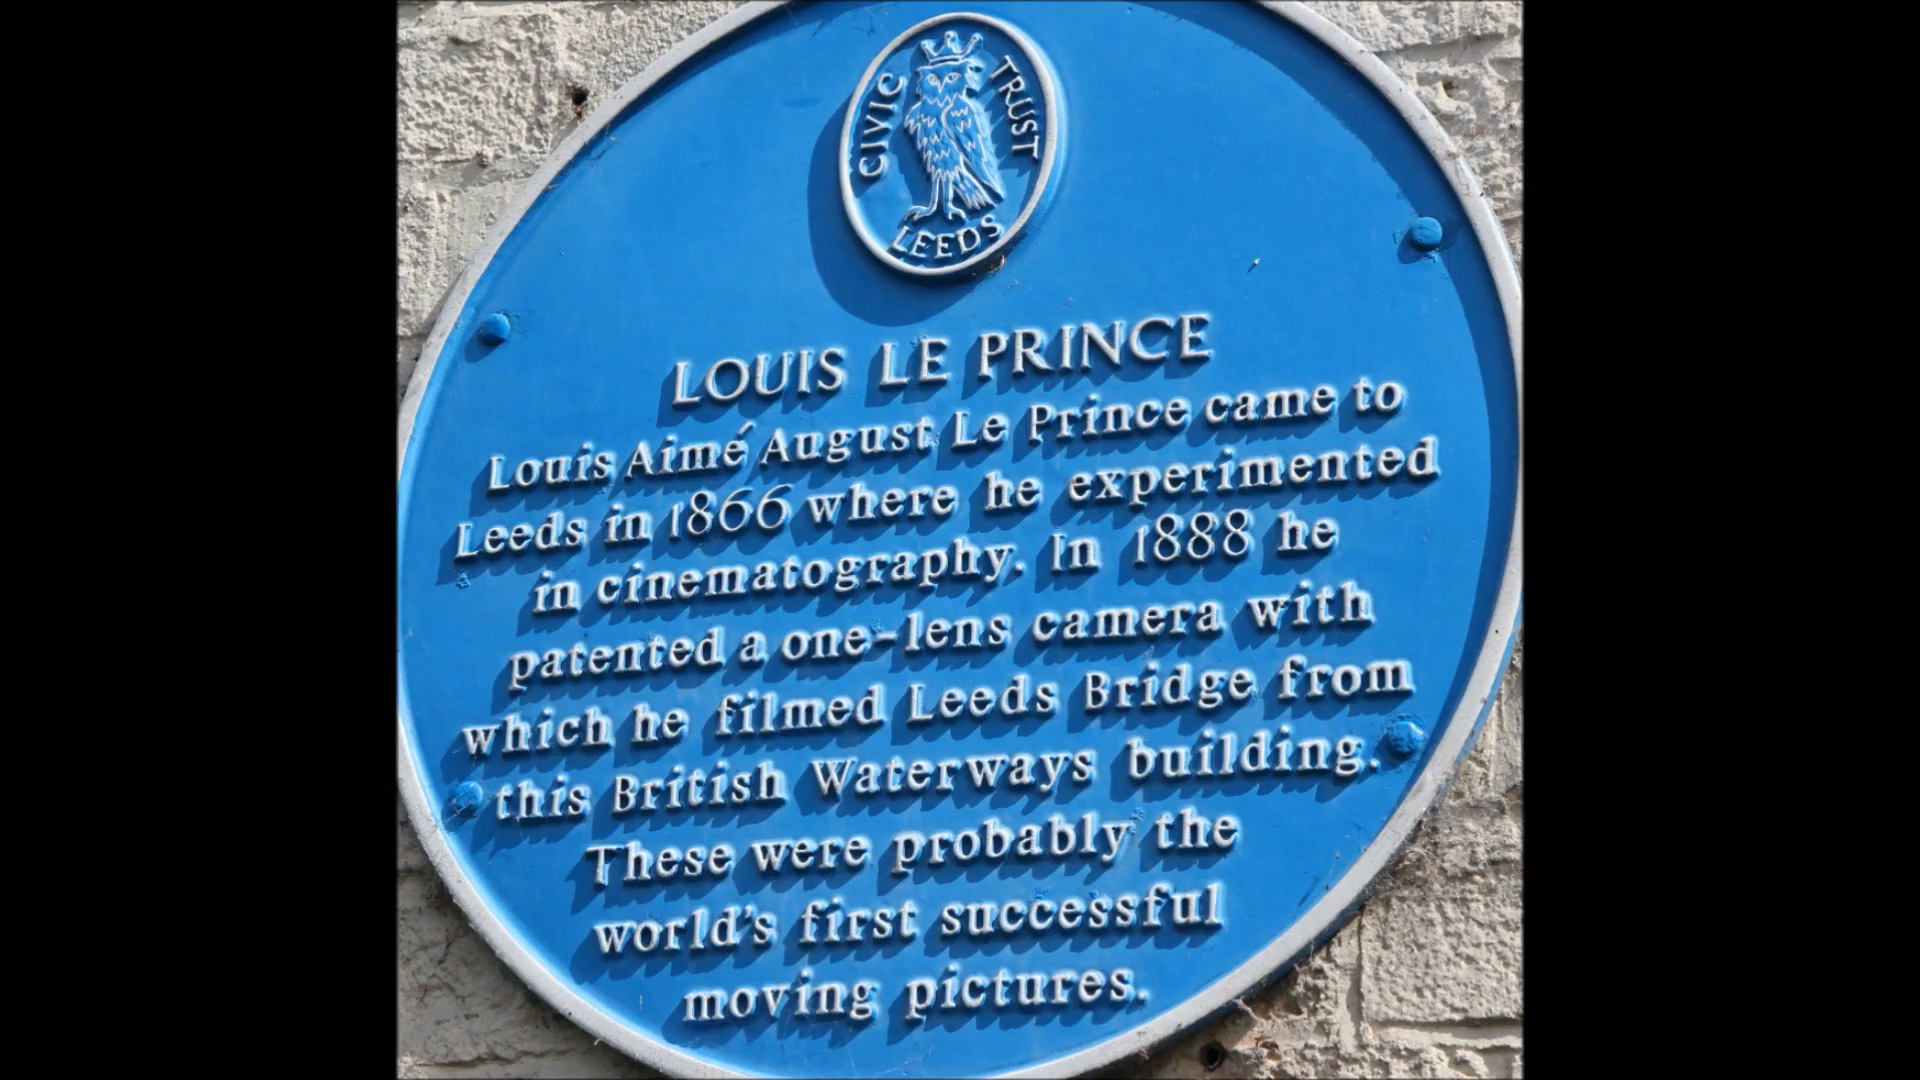 CIVIC TRUST
LEEDS
LOUIS LE PRINCE
Louis Aimé August Le Prince came to
Leeds in 1866 where he experimented
in cinematography. In 1888 he
patented a one-lens camera with
which he filmed Leeds Bridge from
this British Waterways building.
These were probably the
world's first successful
moving pictures.